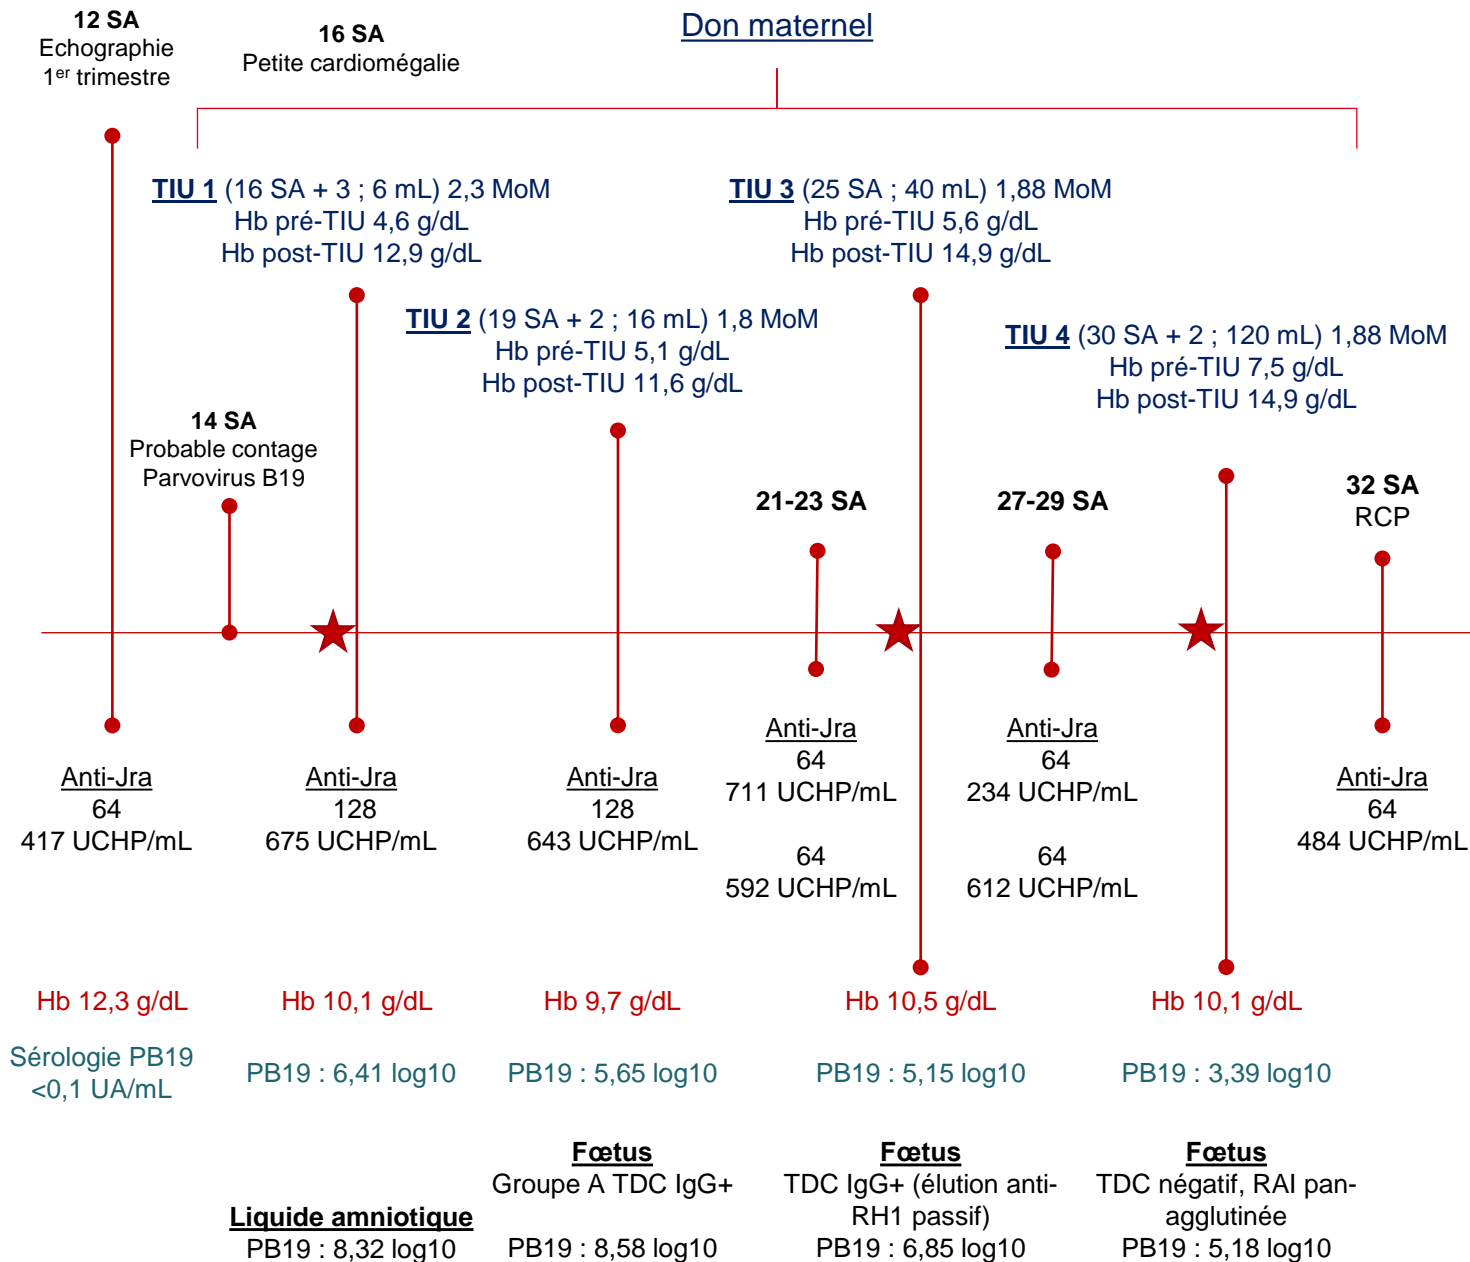 12 SA
Echographie
1er trimestre
16 SA
Petite cardiomégalie
Don maternel
TIU 1 (16 SA + 3 ; 6 mL) 2,3 MoM
Hb pré-TIU 4,6 g/dL
Hb post-TIU 12,9 g/dL
TIU 3 (25 SA ; 40 mL) 1,88 MoM
Hb pré-TIU 5,6 g/dL
Hb post-TIU 14,9 g/dL
TIU 2 (19 SA + 2 ; 16 mL) 1,8 MoM
Hb pré-TIU 5,1 g/dL
Hb post-TIU 11,6 g/dL
TIU 4 (30 SA + 2 ; 120 mL) 1,88 MoM
Hb pré-TIU 7,5 g/dL
Hb post-TIU 14,9 g/dL
14 SA
Probable contage
Parvovirus B19
21-23 SA
27-29 SA
32 SA
RCP
Anti-Jra
64
417 UCHP/mL
Anti-Jra
128
675 UCHP/mL
Anti-Jra
128
643 UCHP/mL
Anti-Jra
64
711 UCHP/mL
64
592 UCHP/mL
Anti-Jra
64
234 UCHP/mL
64
612 UCHP/mL
Anti-Jra
64
484 UCHP/mL
Hb 12,3 g/dL
Hb 10,1 g/dL
Hb 9,7 g/dL
Hb 10,5 g/dL
Hb 10,1 g/dL
Sérologie PB19
<0,1 UA/mL
PB19 : 6,41 log10
PB19 : 5,65 log10
PB19 : 5,15 log10
PB19 : 3,39 log10
Liquide amniotique
PB19 : 8,32 log10
Fœtus
Groupe A TDC IgG+
PB19 : 8,58 log10
Fœtus
TDC IgG+ (élution anti-
RH1 passif)
PB19 : 6,85 log10
Fœtus
TDC négatif, RAI pan-
agglutinée
PB19 : 5,18 log10